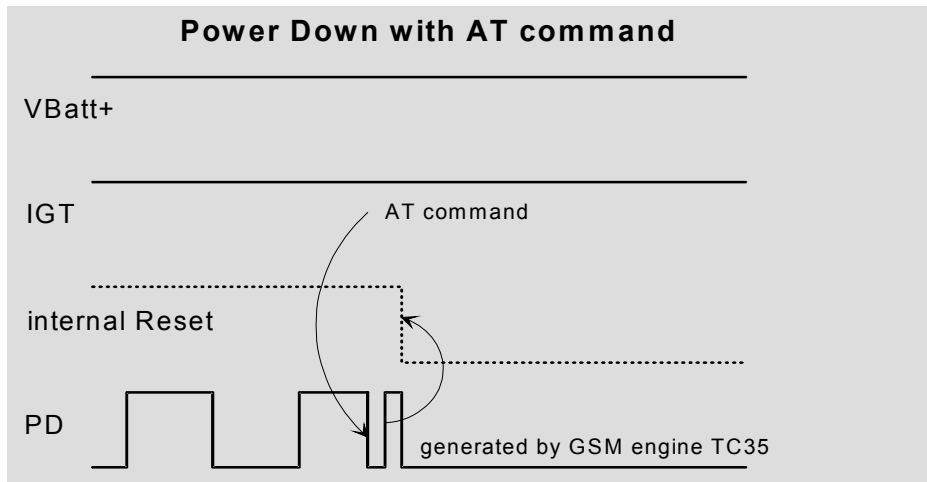 Power Down with AT command
VBatt+
IGT
AT command
internal Reset
PD
generated by GSM engine TC35